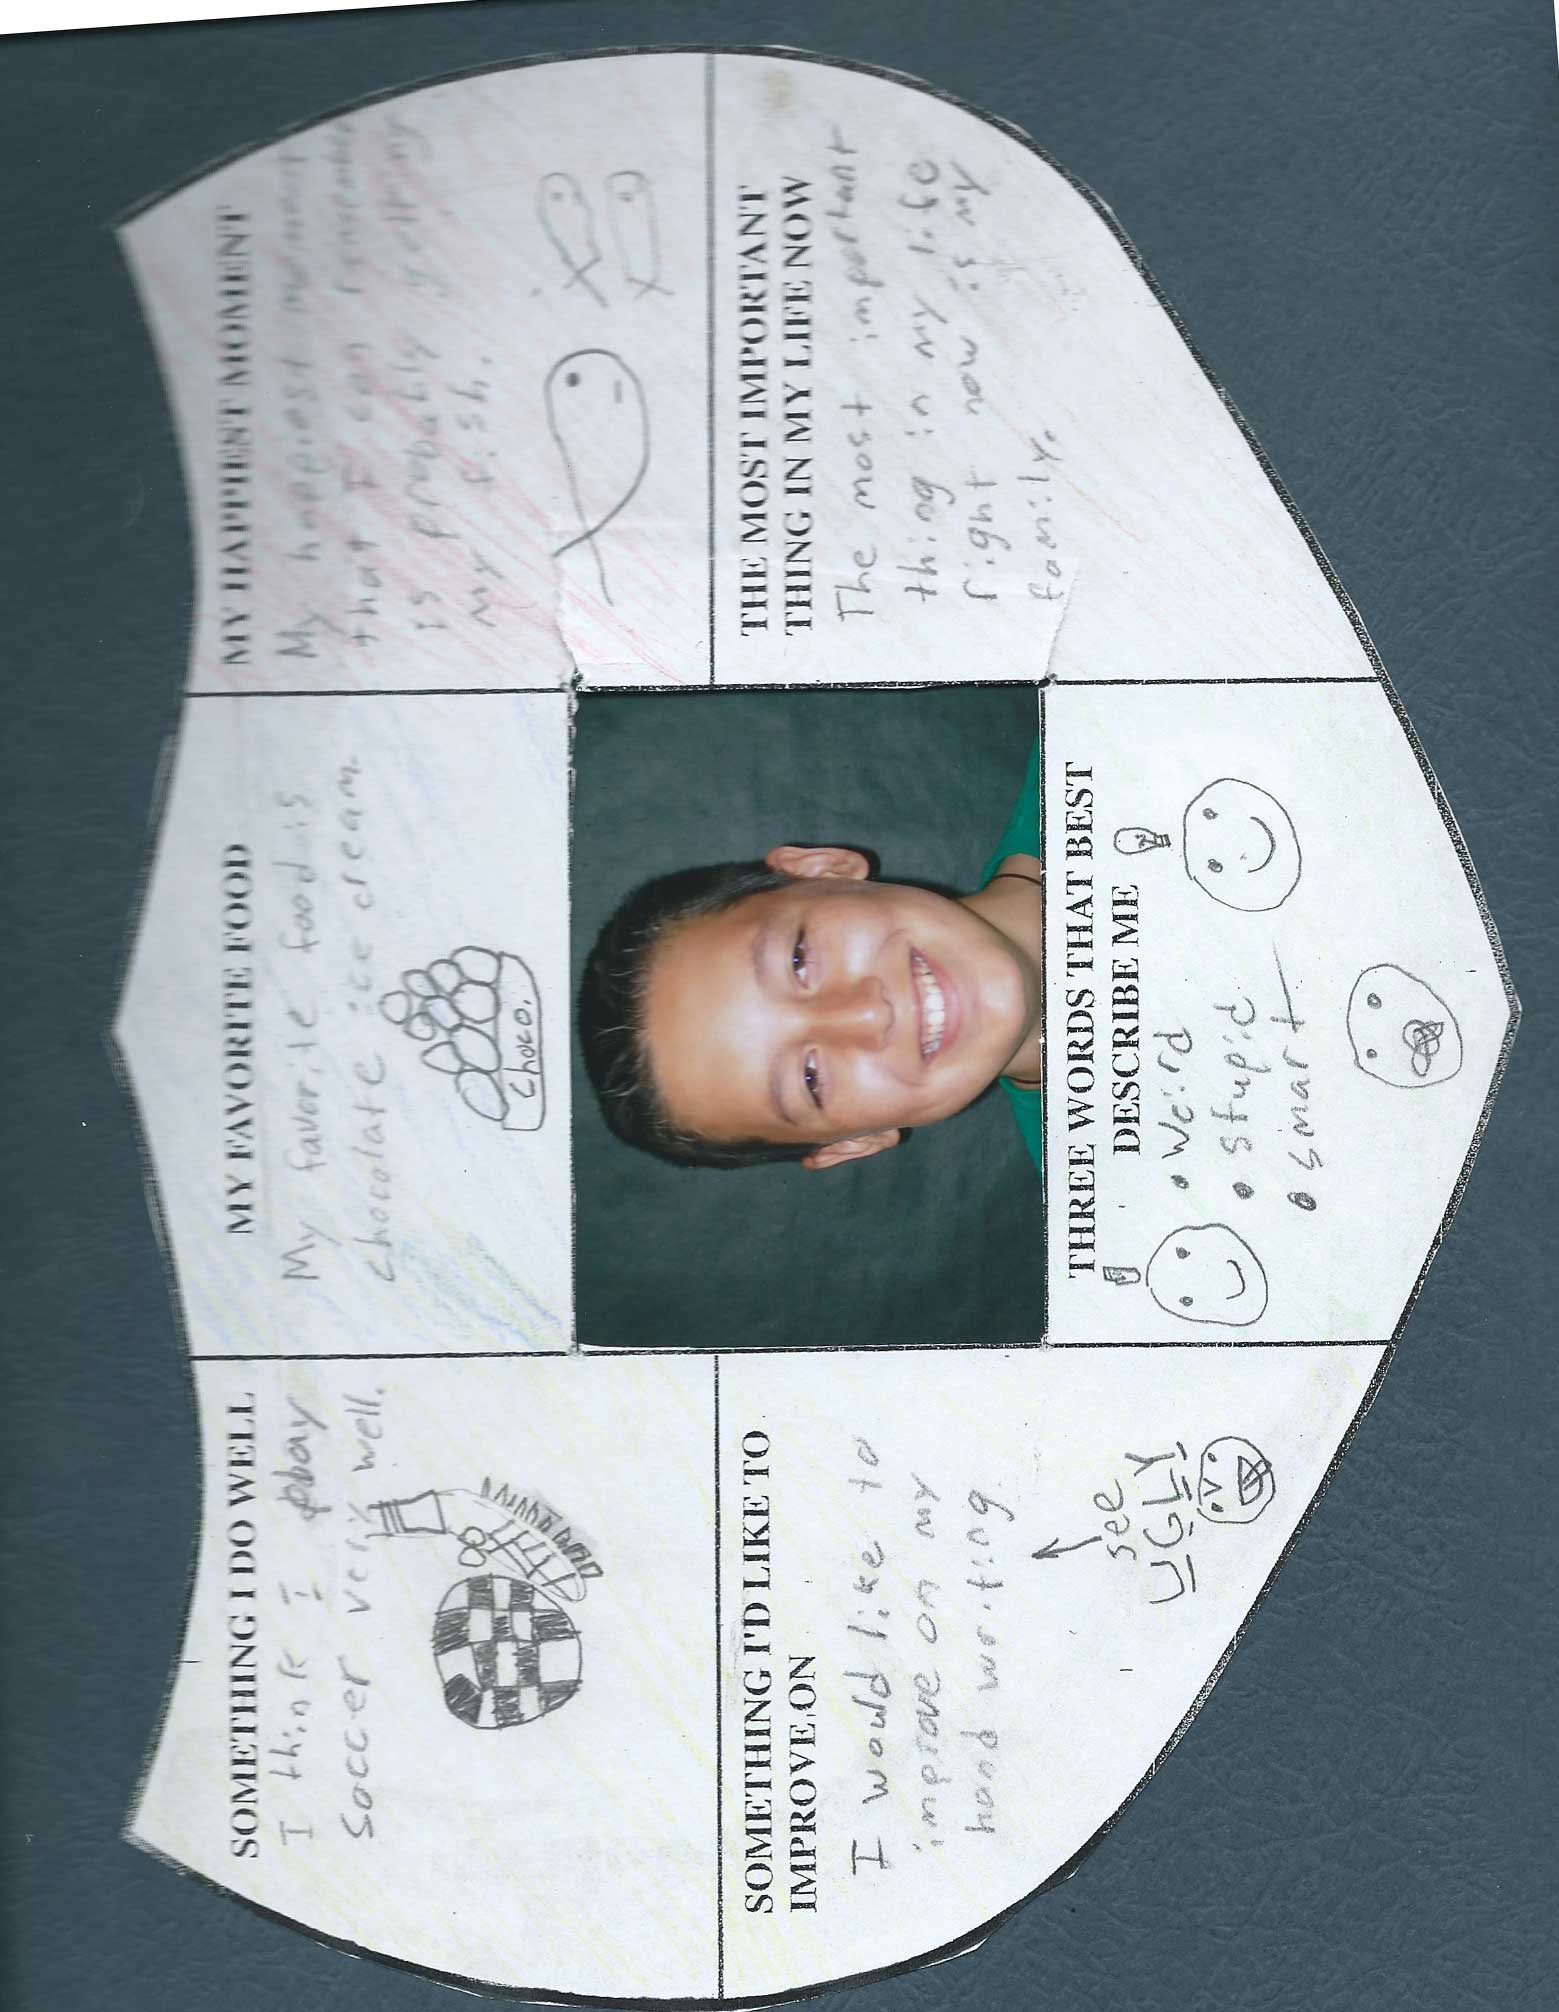 SOMETHING I DO WELL
I think I play
soccer very well.
MY FAVORITE FOOD
My favorite food is
chocolate ice cream.
choco.
MY HAPPIEST MOMENT
My happiest moment
that I can remember
is probably getting
my fish.
SOMETHING I'D LIKE TO
IMPROVE ON
I would like to
improve on my
hand writing
see
UGLY
THREE WORDS THAT BEST
DESCRIBE ME
• weird
• stupid
• smart
THE MOST IMPORTANT
THING IN MY LIFE NOW
The most important
thing in my life
right now is my
family.